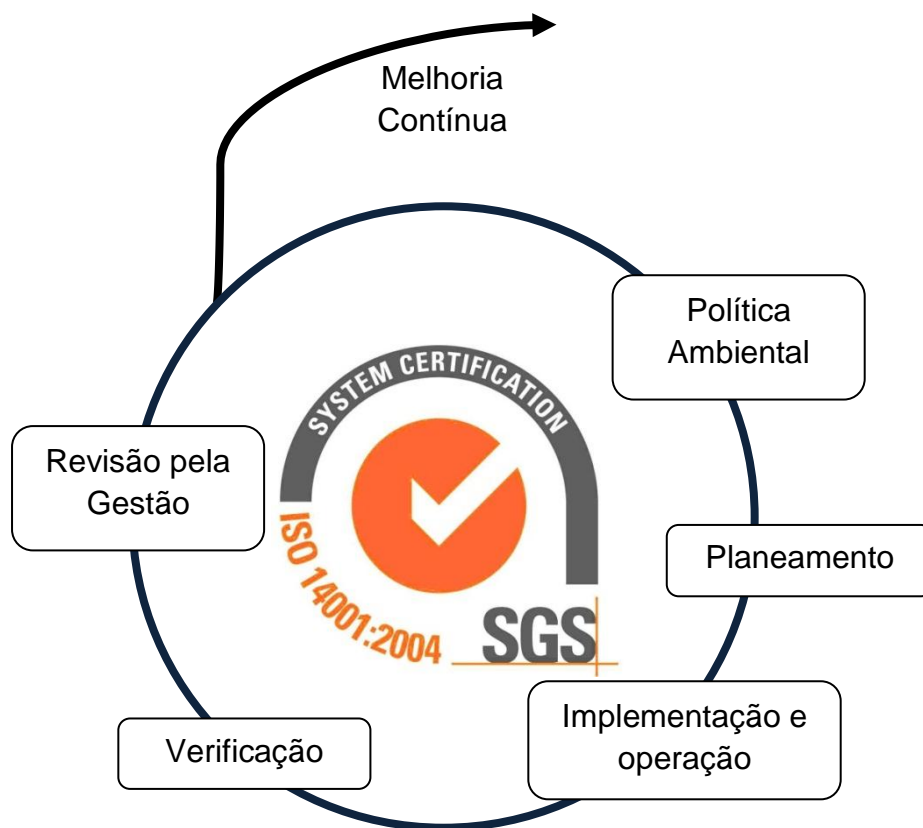 Melhoria
Contínua
Política
Ambiental
SYSTEM CERTIFICATION
Revisão pela
Gestão
ISO 14001:2004
SGS
Planeamento
Implementação e
operação
Verificação